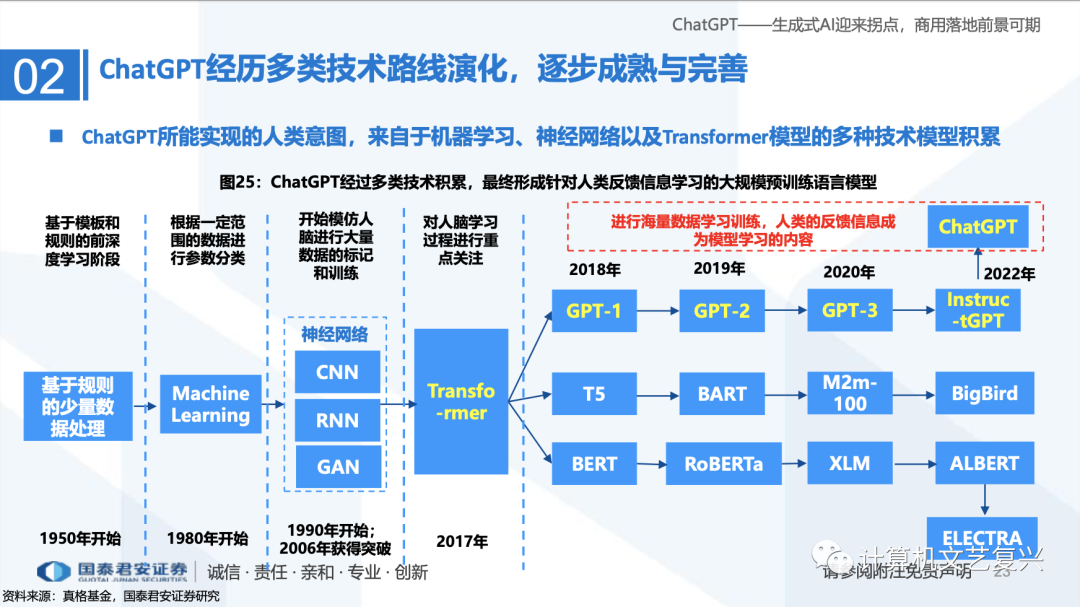 ChatGPT——生成式AI迎来拐点，商用落地前景可期
02
ChatGPT经历多类技术路线演化，逐步成熟与完善
ChatGPT所能实现的人类意图，来自于机器学习、神经网络以及Transformer模型的多种技术模型积累
图25：ChatGPT经过多类技术积累，最终形成针对人类反馈信息学习的大规模预训练语言模型
基于模板和
规则的前深
度学习阶段
根据一定范
围的数据进
行参数分类
开始模仿人
脑进行大量
数据的标记
和训练
对人脑学习
过程进行重
点关注
进行海量数据学习训练，人类的反馈信息成
为模型学习的内容
ChatGPT
2018年
2019年
2020年
2022年
GPT-1
GPT-2
GPT-3
Instruc
-tGPT
神经网络
CNN
RNN
GAN
基于规则
的少量数
据处理
Machine
Learning
Transfo
-rmer
T5
BART
M2m-
100
BigBird
BERT
RoBERTa
XLM
ALBERT
ELECTRA
1950年开始
1980年开始
1990年开始；
2006年获得突破
2017年
国泰君安证券
GUOTAI JUNAN SECURITIES
诚信 · 责任 · 亲和 · 专业 · 创新
请参阅附注免责声明
23
计算机文艺复兴
资料来源：真格基金，国泰君安证券研究